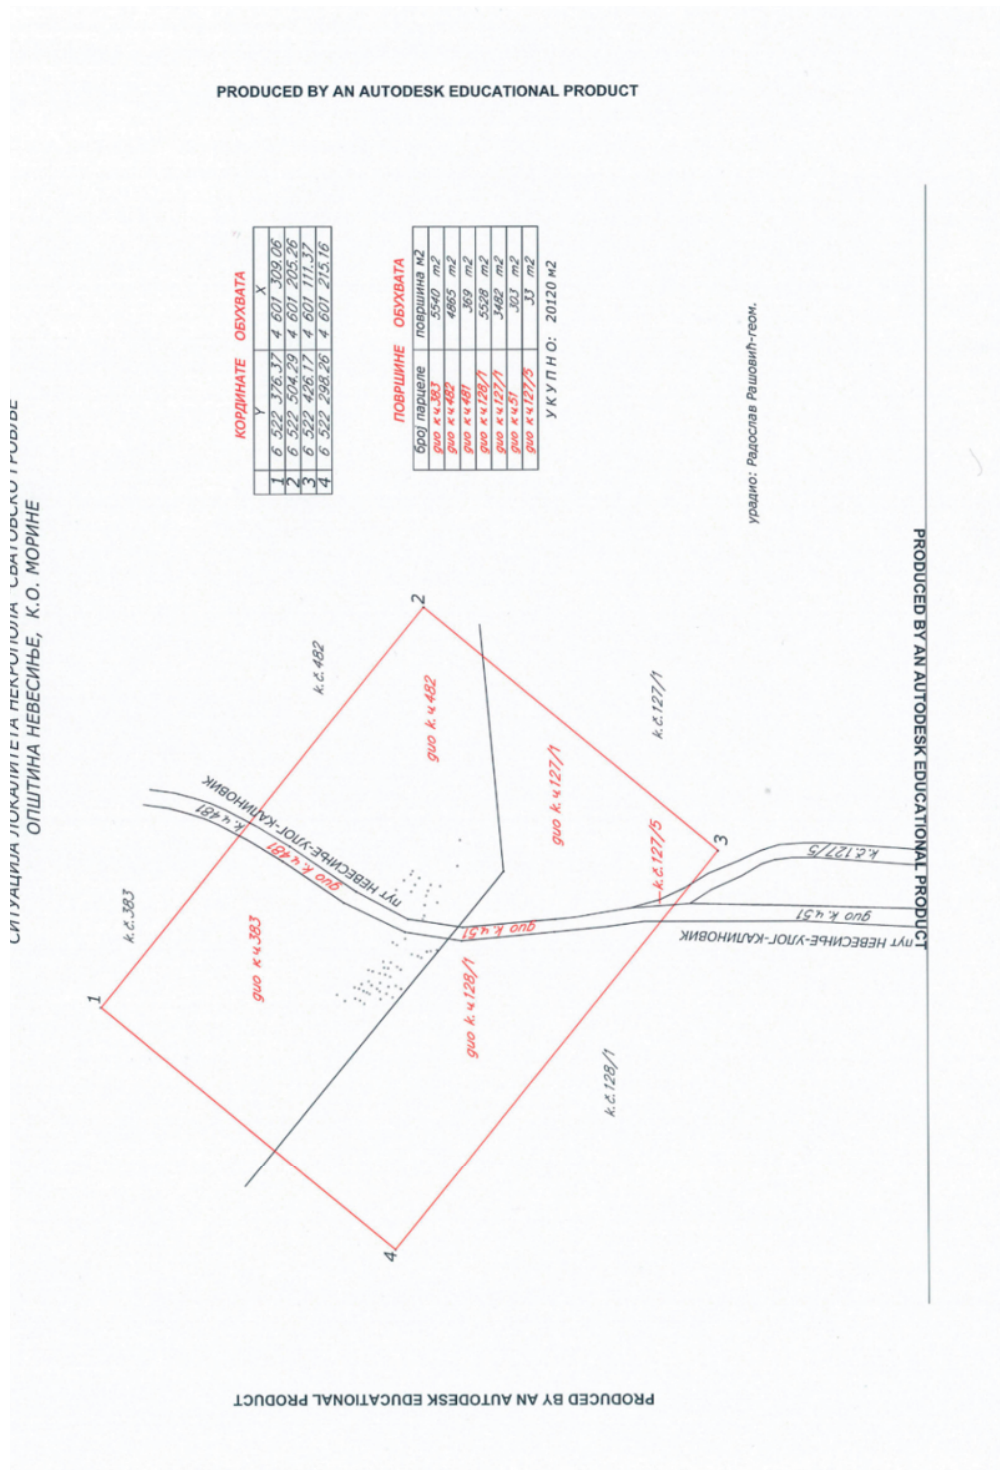 PRODUCED BY AN AUTODESK EDUCATIONAL PRODUCT
СИТУАЦИЈА ЛОКАЛИТЕТА НЕКРОПОЛА СВАТОВСКО ГРОБЉЕ
ОПШТИНА НЕВЕСИЊЕ, К.О. МОРИНЕ
КОРДИНАТЕ ОБУХВАТА
Y X
1 6 522 376.37 4 601 309.06
2 6 522 504.29 4 601 205.26
3 6 522 426.17 4 601 111.37
4 6 522 298.26 4 601 215.16
ПОВРШИНЕ ОБУХВАТА
број парцеле површина м2
дио к ч 383 5540 m2
дио к ч 482 4865 m2
дио к ч 481 369 m2
дио к ч 128/1 5528 m2
дио к ч 127/1 3482 m2
дио к ч 51 303 m2
дио к ч 127/5 33 m2
УКУПНО: 20120 м2
урадио: Радослав Рашовић-геом.
1
2
3
4
k.č. 383
k.č. 482
k.č. 127/1
k.č. 128/1
k.č. 127/5
k.č. 127/5
к.ч 481
дио к.ч 481
дио к ч 383
дио к. ч 482
дио к. ч 127/1
дио к. ч 128/1
дио к. ч 51
дио к. ч.51
ПУТ НЕВЕСИЊЕ-УЛОГ-КАЛИНОВИК
ПУТ НЕВЕСИЊЕ-УЛОГ-КАЛИНОВИК
PRODUCED BY AN AUTODESK EDUCATIONAL PRODUCT
PRODUCED BY AN AUTODESK EDUCATIONAL PRODUCT